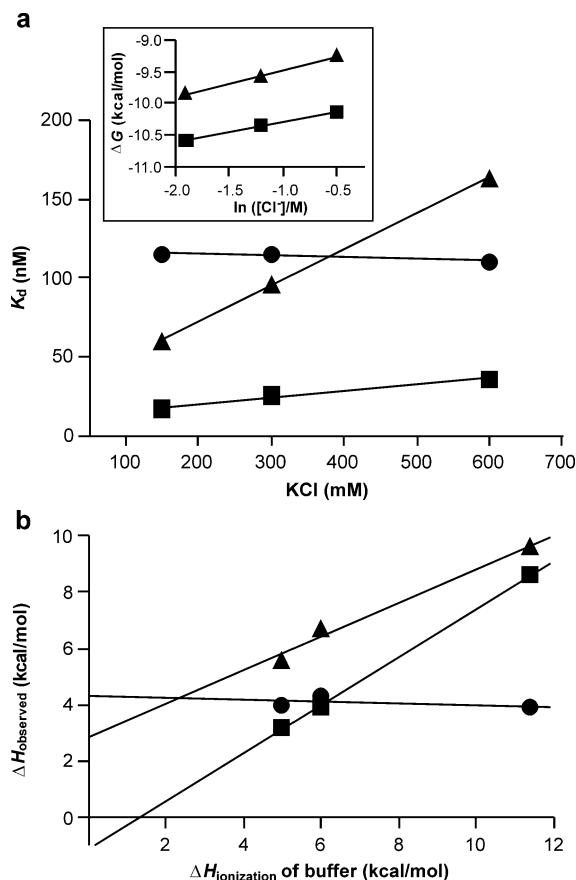 a
-9.0
-9.5
-10.0
-10.5
-11.0
ΔG (kcal/mol)
-2.0 -1.5 -1.0 -0.5
ln ([Cl⁻]/M)
200
150
100
50
0
Kd (nM)
100 200 300 400 500 600 700
KCl (mM)
b
10
8
6
4
2
0
ΔHobserved (kcal/mol)
2 4 6 8 10 12
ΔHionization of buffer (kcal/mol)